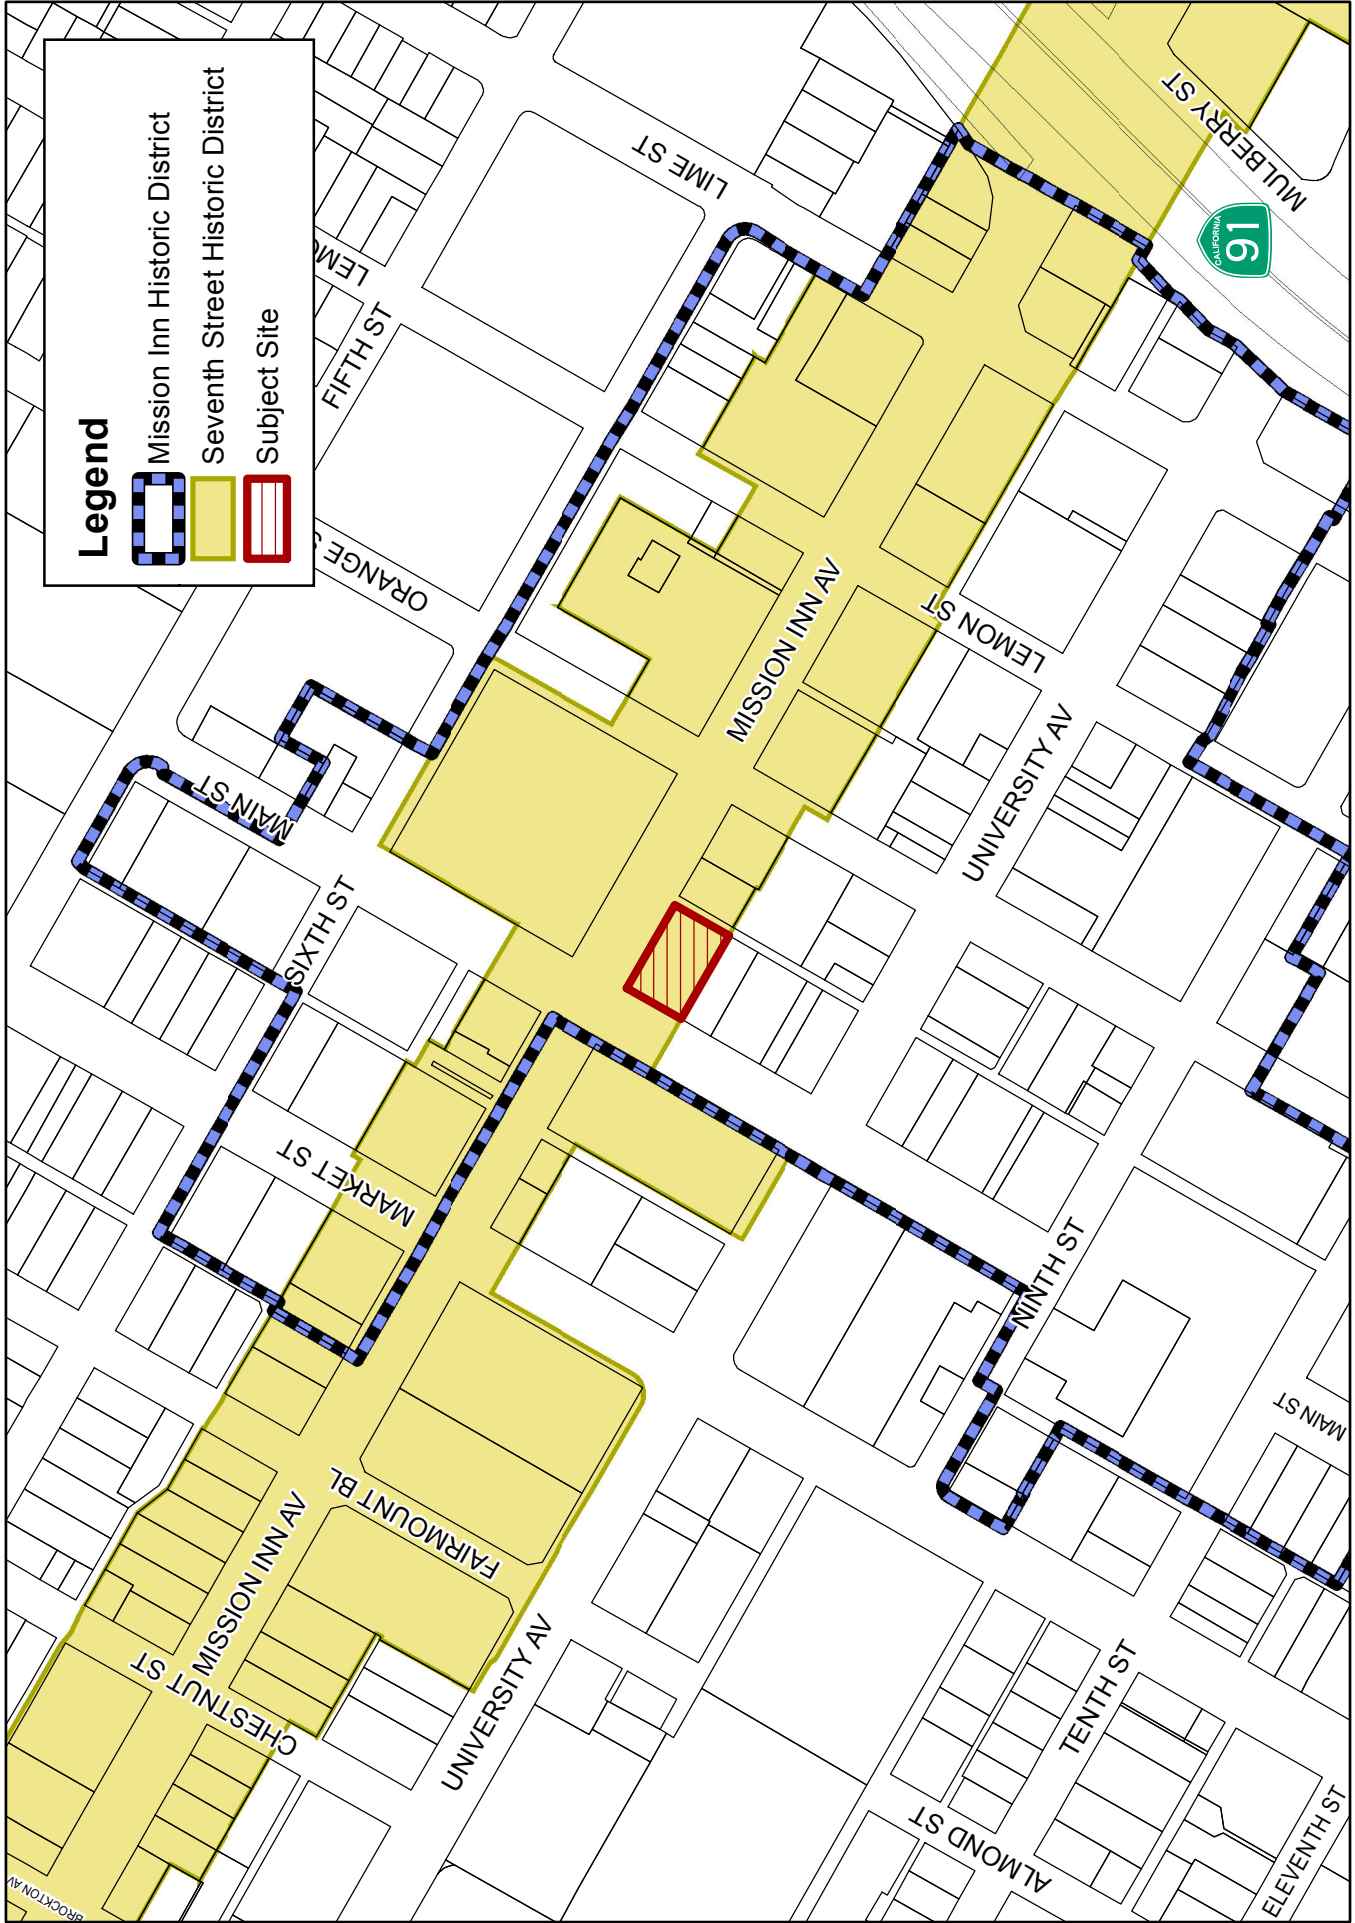 Legend
Mission Inn Historic District
Seventh Street Historic District
Subject Site
LIME ST
MULBERRY ST
CALIFORNIA
91
LEMO
FIFTH ST
ORANGE S
MAIN ST
SIXTH ST
MISSION INN AV
LEMON ST
UNIVERSITY AV
MARKET ST
NINTH ST
MAIN ST
FAIRMOUNT BL
MISSION INN AV
CHESTNUT ST
UNIVERSITY AV
BROCKTON AV
TENTH ST
ALMOND ST
ELEVENTH ST